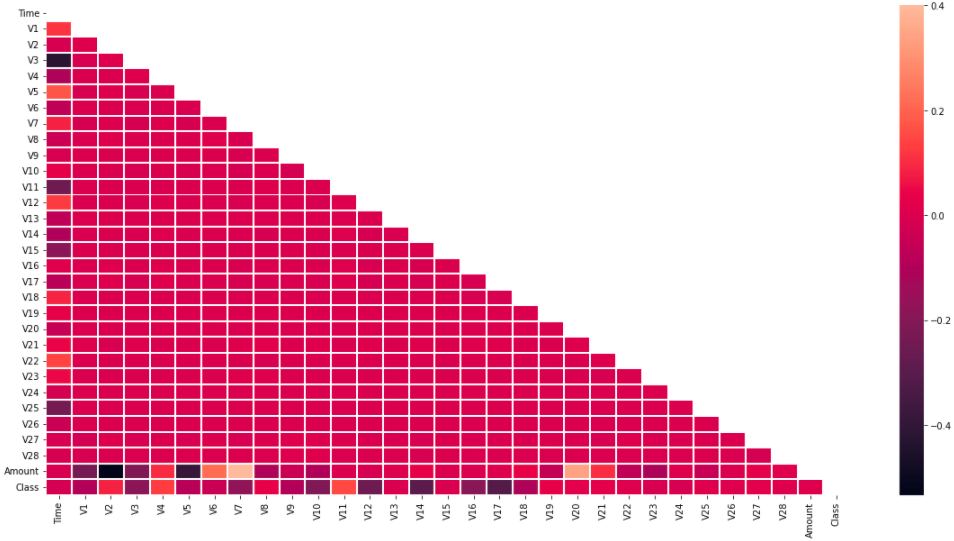 Time
V1
V2
V3
V4
V5
V6
V7
V8
V9
V10
V11
V12
V13
V14
V15
V16
V17
V18
V19
V20
V21
V22
V23
V24
V25
V26
V27
V28
Amount
Class
Time V1 V2 V3 V4 V5 V6 V7 V8 V9 V10 V11 V12 V13 V14 V15 V16 V17 V18 V19 V20 V21 V22 V23 V24 V25 V26 V27 V28 Amount Class
0.4
0.2
0.0
−0.2
−0.4